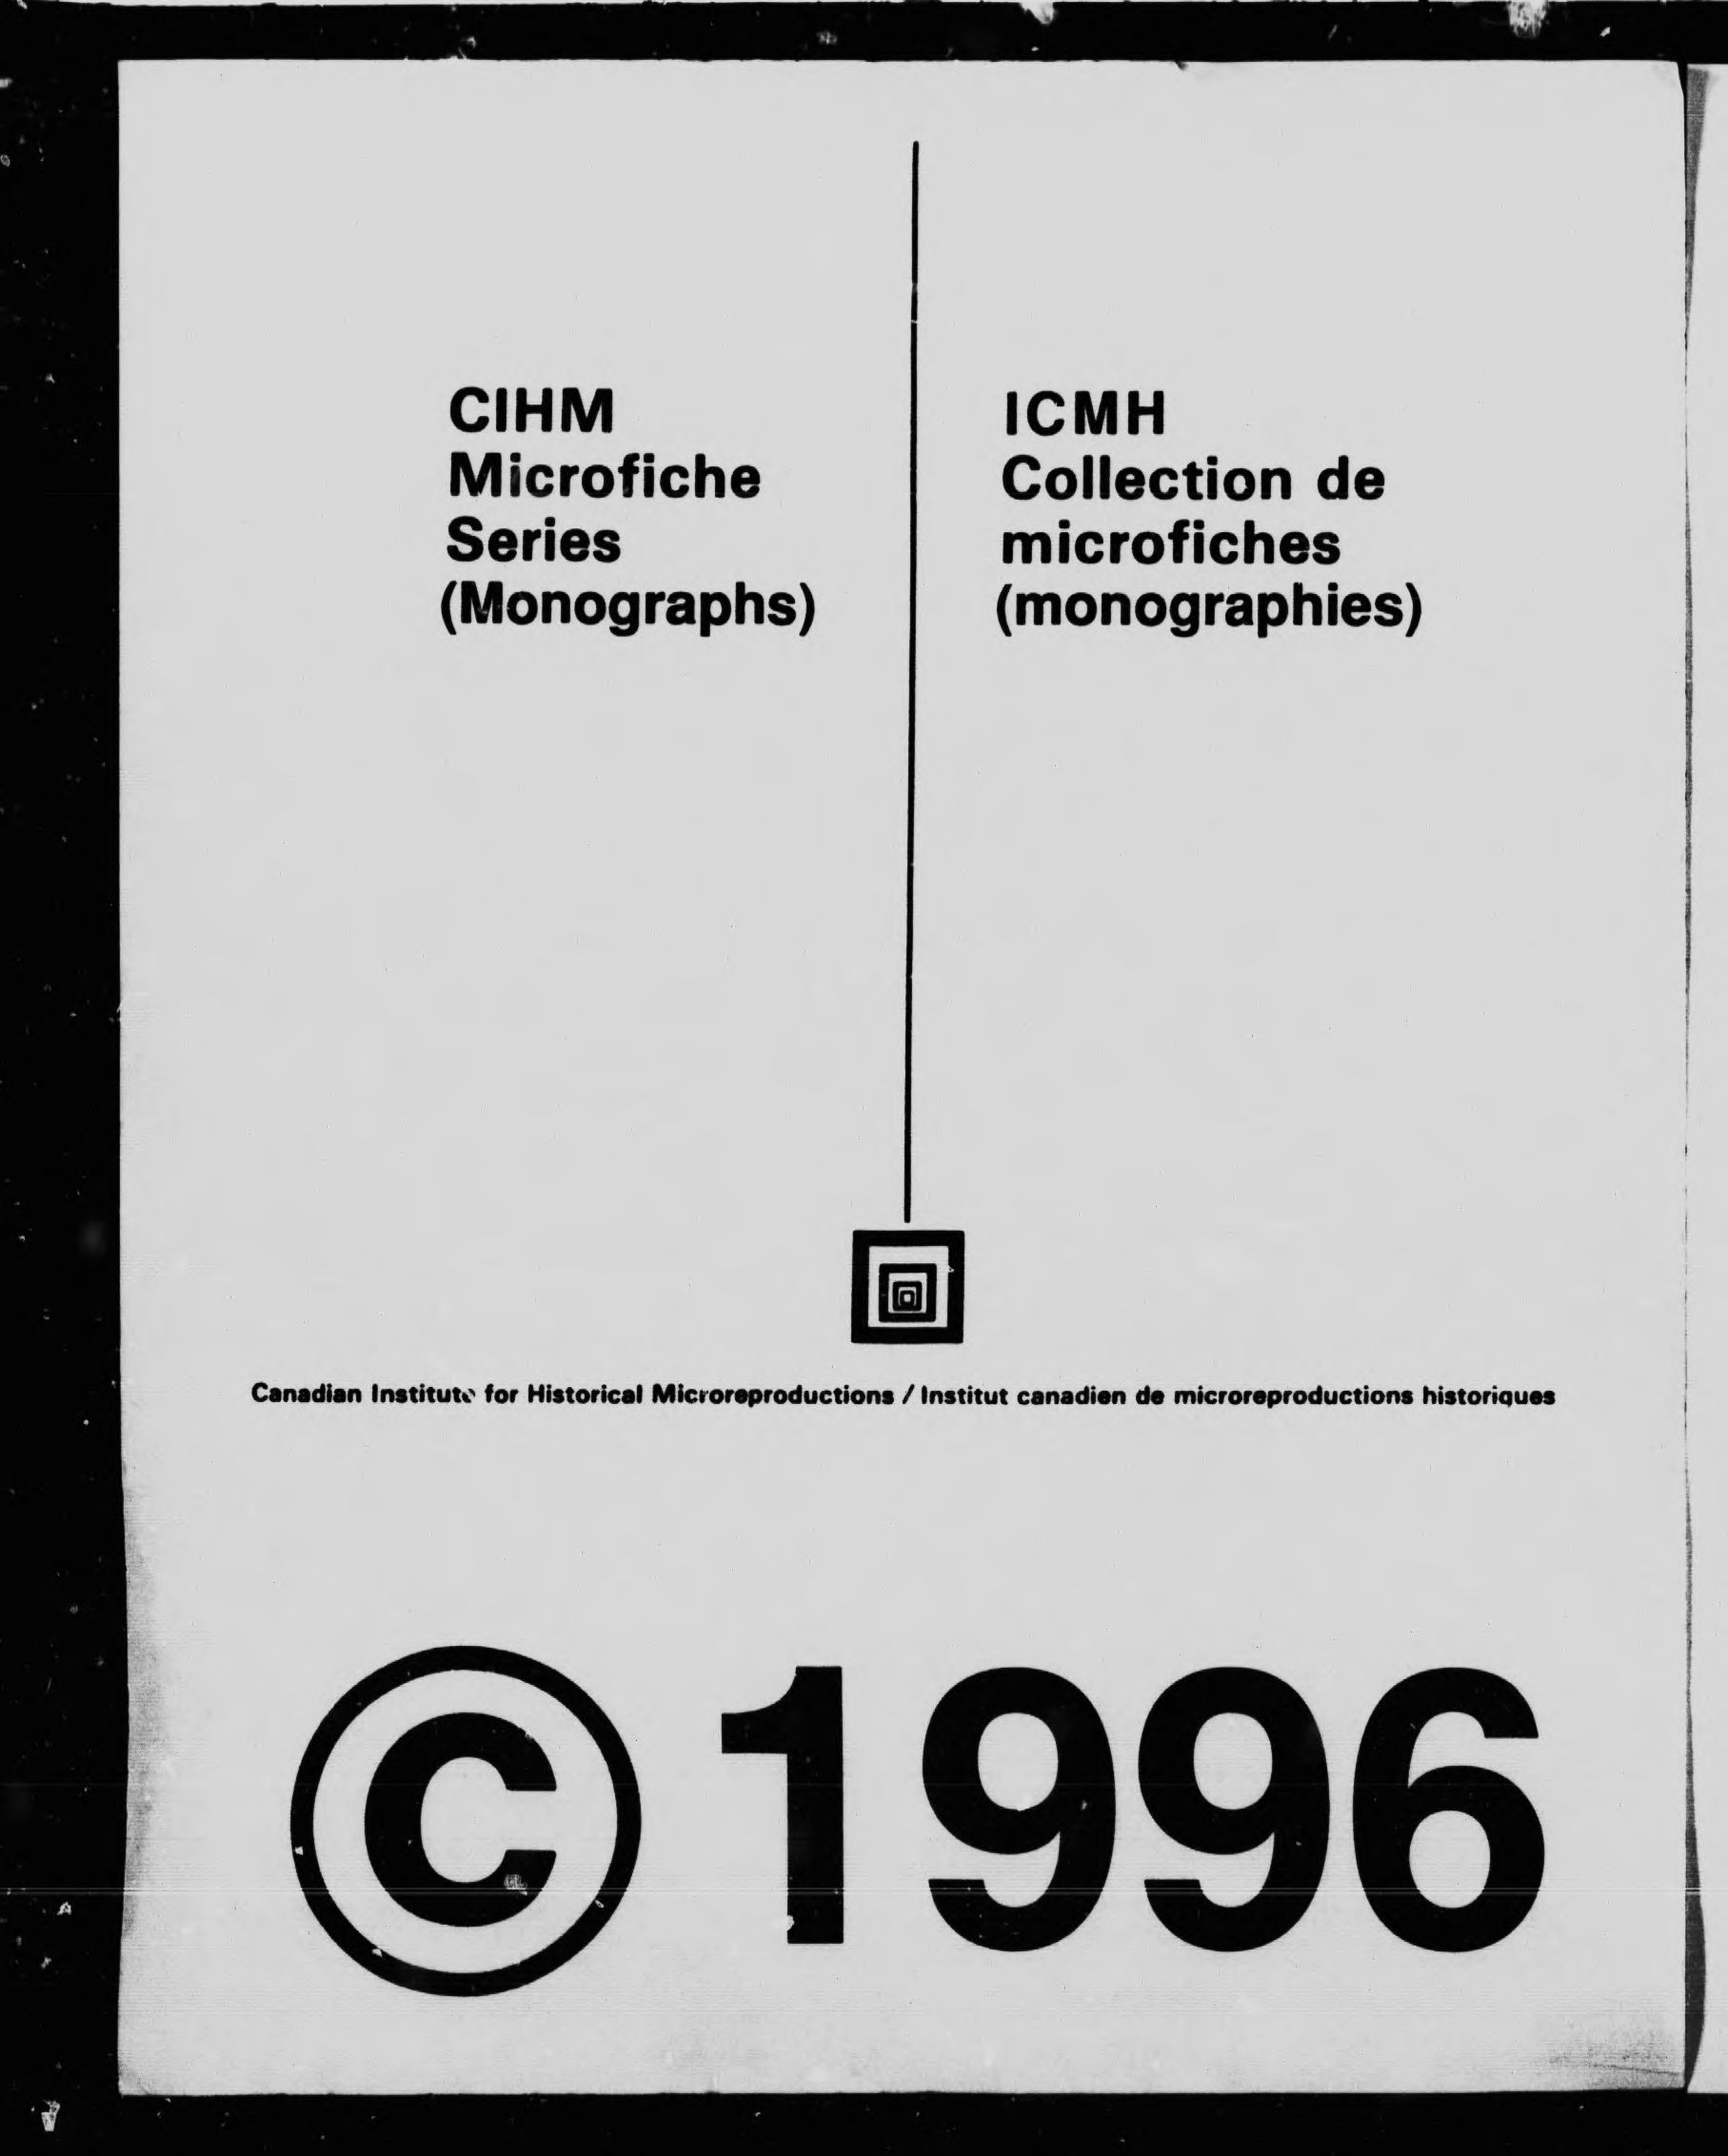 CIHM
Microfiche
Series
(Monographs)
ICMH
Collection de
microfiches
(monographies)
Canadian Institute for Historical Microreproductions / Institut canadien de microreproductions historiques
© 1996